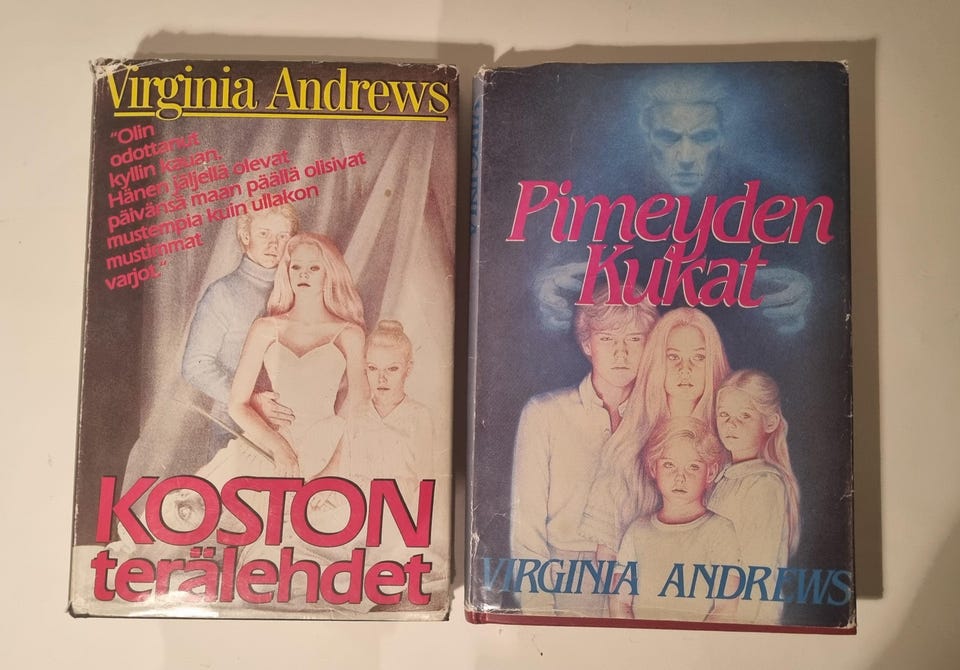 Virginia Andrews
"Olin
odottanut
kyllin kauan.
Hänen jäljellä olevat
päivänsä maan päällä olisivat
mustempia kuin ullakon
mustimmat
varjot."
KOSTON
terälehdet
Pimeyden
Kukat
VIRGINIA ANDREWS